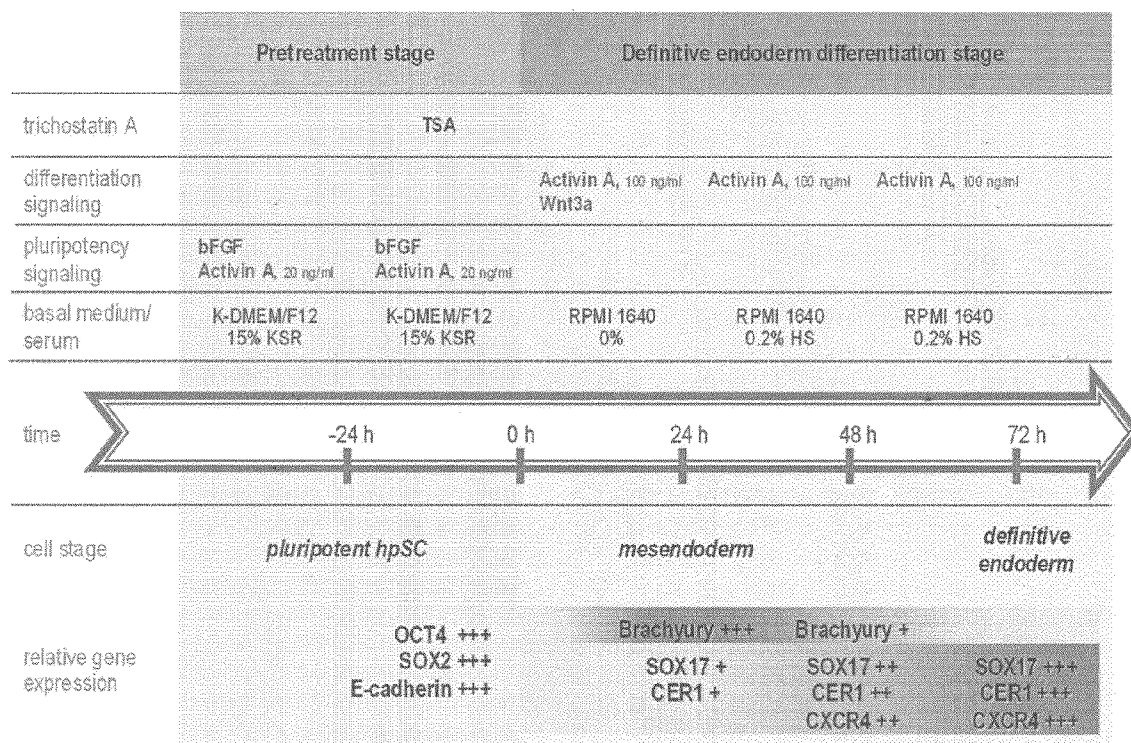 Pretreatment stage
Definitive endoderm differentiation stage
trichostatin A
TSA
differentiation
signaling
Activin A, 100 ng/ml
Wnt3a
Activin A, 100 ng/ml
Activin A, 100 ng/ml
pluripotency
signaling
bFGF
Activin A, 20 ng/ml
bFGF
Activin A, 20 ng/ml
basal medium/
serum
K-DMEM/F12
15% KSR
K-DMEM/F12
15% KSR
RPMI 1640
0%
RPMI 1640
0.2% HS
RPMI 1640
0.2% HS
time
-24 h
0 h
24 h
48 h
72 h
cell stage
pluripotent hpSC
mesendoderm
definitive
endoderm
relative gene
expression
OCT4 +++
SOX2 +++
E-cadherin +++
Brachyury +++
SOX17 +
CER1 +
Brachyury +
SOX17 ++
CER1 ++
CXCR4 ++
SOX17 +++
CER1 +++
CXCR4 +++